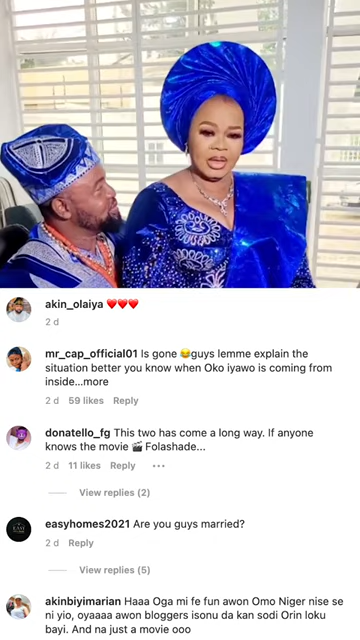 akin_olaiya ❤️❤️❤️
2 d
mr_cap_official01 Is gone 😂guys lemme explain the
situation better you know when Oko iyawo is coming from
inside...more
2 d 59 likes Reply
donatello_fg This two has come a long way. If anyone
knows the movie 🎬 Folashade...
2 d 11 likes Reply ...
View replies (2)
easyhomes2021 Are you guys married?
2 d Reply
View replies (5)
akinbiyimarian Haaa Oga mi fe fun awon Omo Niger nise se
ni yio, oyaaaa awon bloggers isonu da kan sodi Orin loku
bayi. And na just a movie ooo